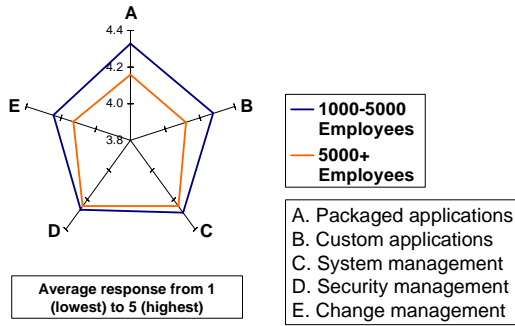 A
4.4
4.2
4.0
3.8
E
B
D
C
1000-5000
Employees
5000+
Employees
A. Packaged applications
B. Custom applications
C. System management
D. Security management
E. Change management
Average response from 1
(lowest) to 5 (highest)